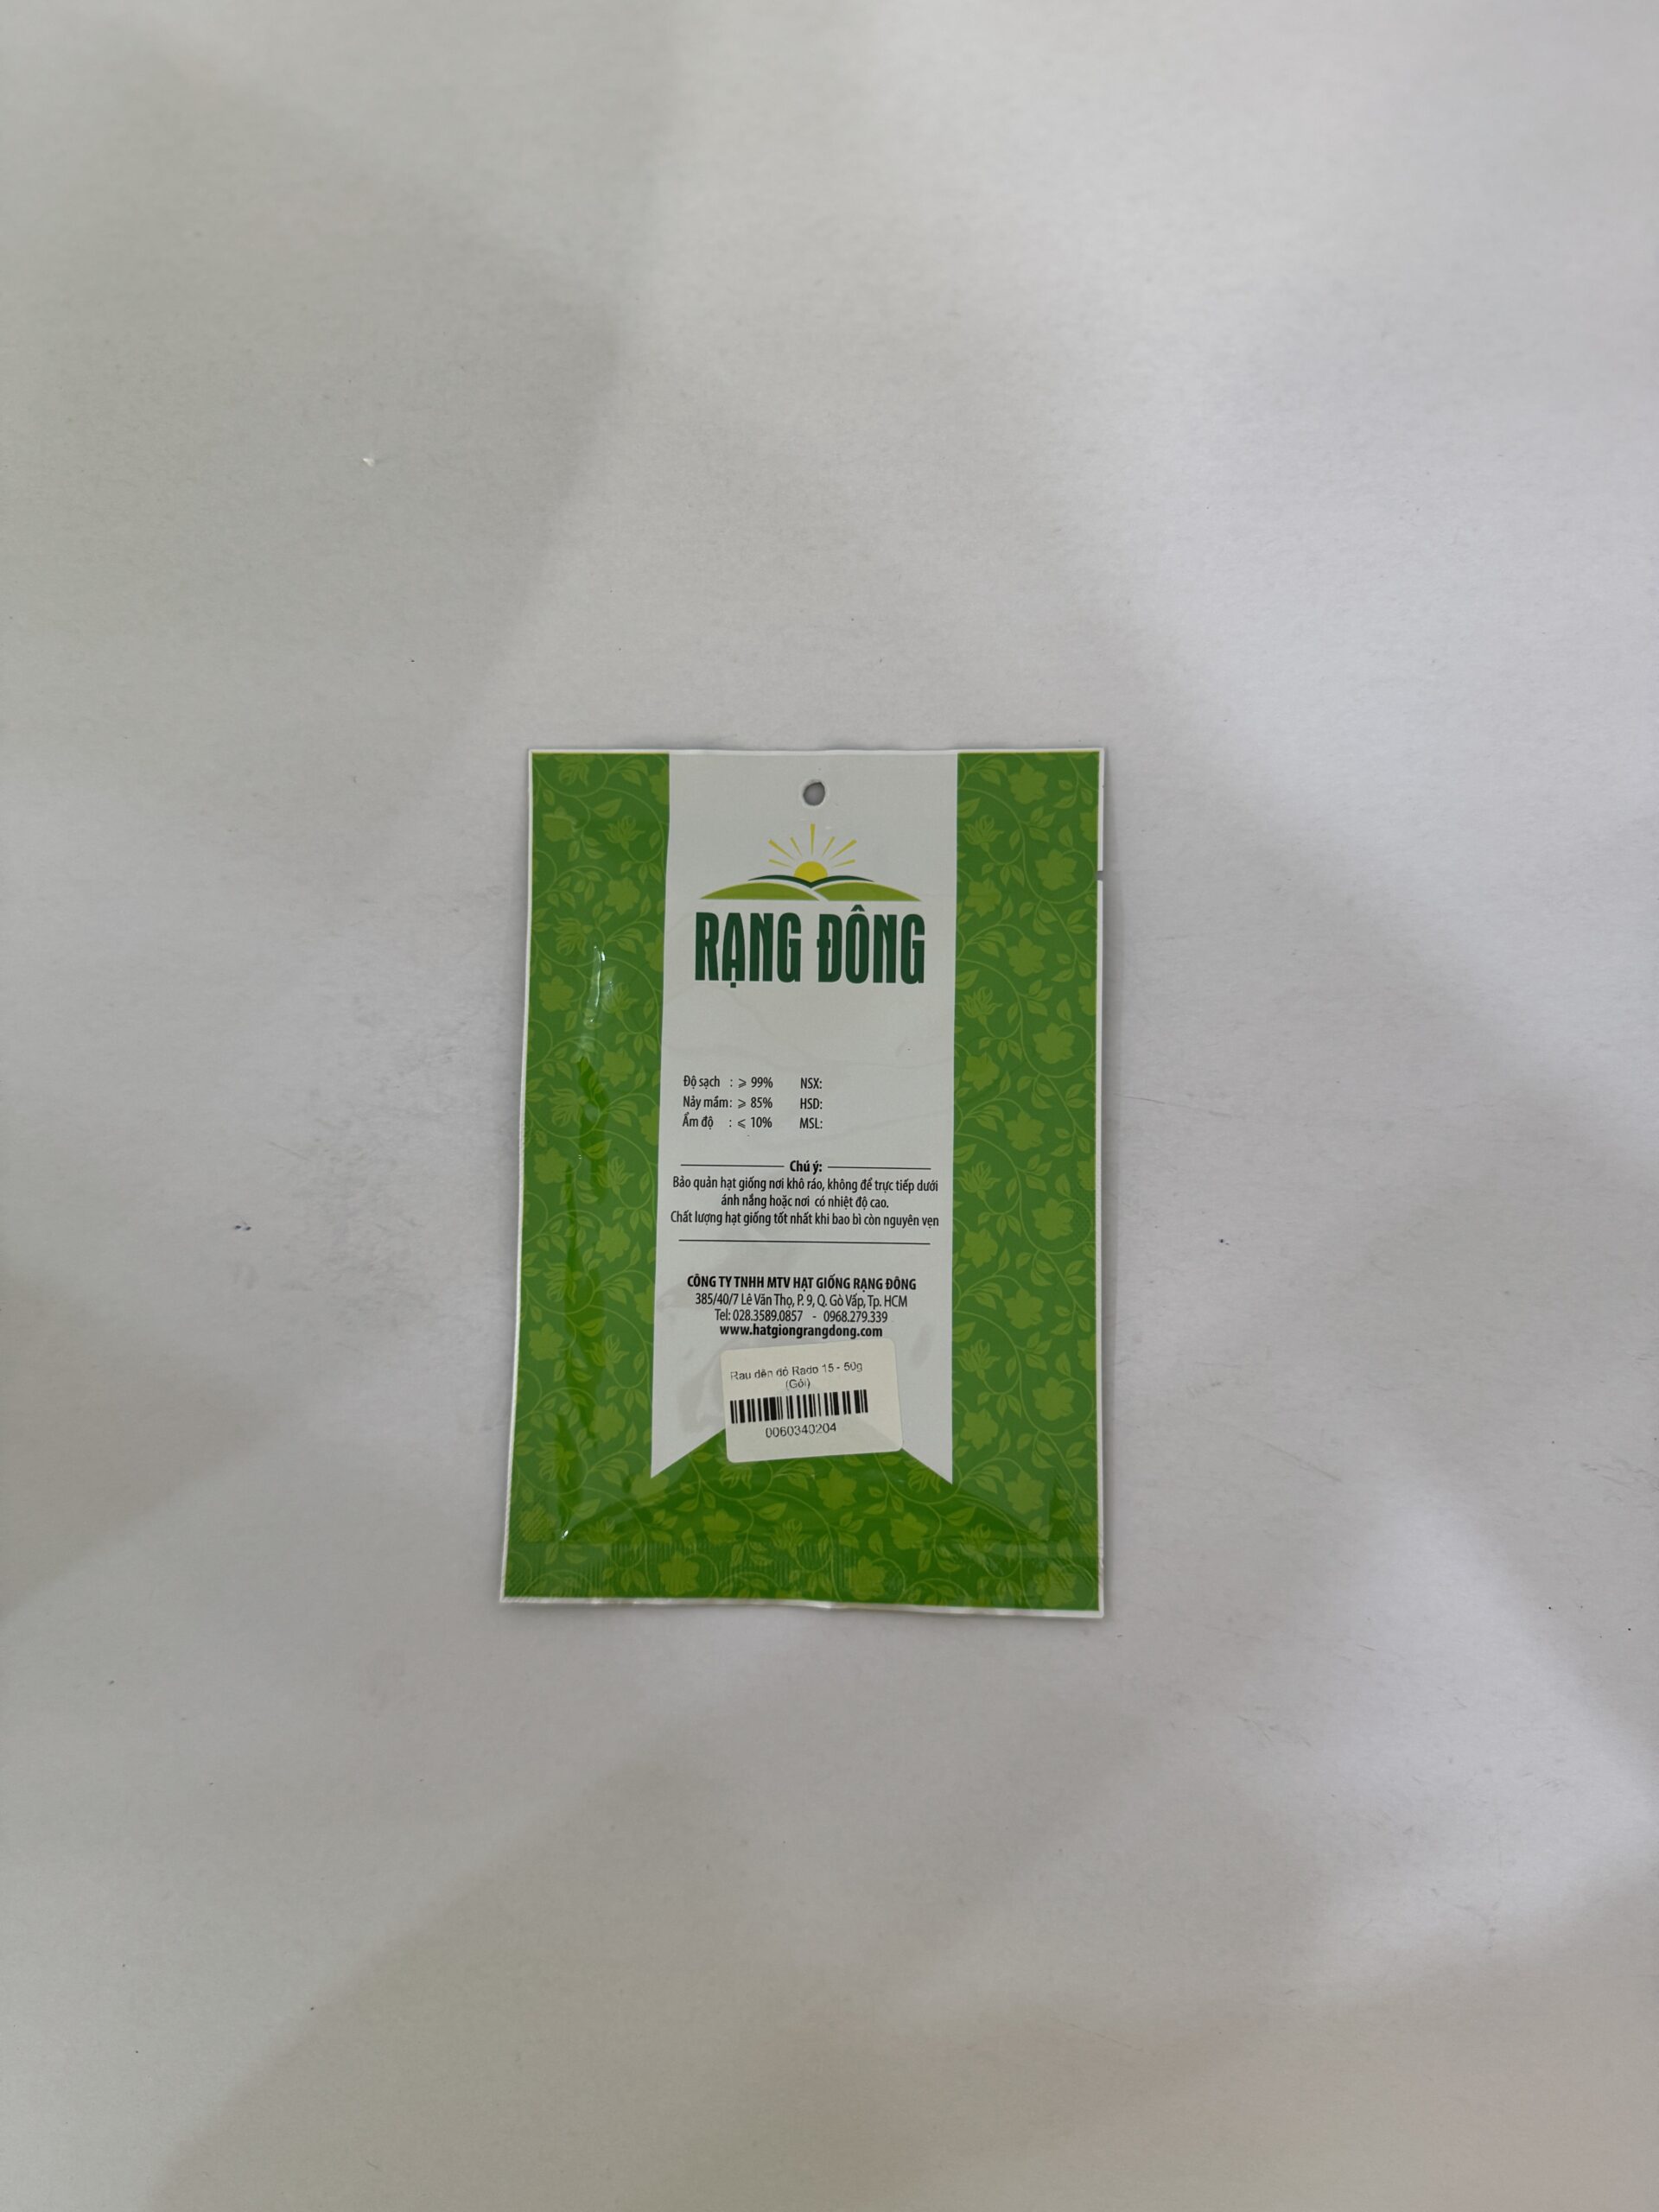 RẠNG ĐÔNG
Độ sạch : ⩾ 99% NSX:
Nảy mầm: ⩾ 85% HSD:
Ẩm độ : ⩽ 10% MSL:
Chú ý:
Bảo quản hạt giống nơi khô ráo, không để trực tiếp dưới
ánh nắng hoặc nơi có nhiệt độ cao.
Chất lượng hạt giống tốt nhất khi bao bì còn nguyên vẹn
CÔNG TY TNHH MTV HẠT GIỐNG RẠNG ĐÔNG
385/40/7 Lê Văn Thọ, P. 9, Q. Gò Vấp, Tp. HCM
Tel: 028.3589.0857 - 0968.279.339
www.hatgiongrangdong.com
Rau dền đỏ Rado 15 - 50g
(Gói)
0060340204